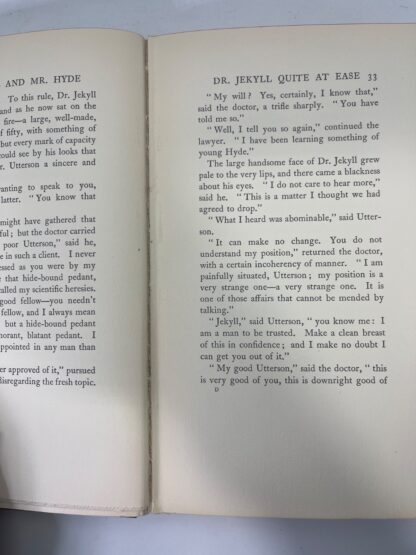 AND MR. HYDE
To this rule, Dr. Jekyll
and as he now sat on the
fire—a large, well-made,
of fifty, with something of
but every mark of capacity
could see by his looks that
r. Utterson a sincere and
anting to speak to you,
latter. “You know that
might have gathered that
ful; but the doctor carried
poor Utterson,” said he,
e in such a client. I never
essed as you were by my
e that hide-bound pedant,
called my scientific heresies.
good fellow—you needn't
fellow, and I always mean
but a hide-bound pedant
norant, blatant pedant. I
appointed in any man than
er approved of it,” pursued
disregarding the fresh topic.
DR. JEKYLL QUITE AT EASE 33
“My will? Yes, certainly, I know that,”
said the doctor, a trifle sharply. “You have
told me so.”
“Well, I tell you so again,” continued the
lawyer. “I have been learning something of
young Hyde.”
The large handsome face of Dr. Jekyll grew
pale to the very lips, and there came a blackness
about his eyes. “I do not care to hear more,”
said he. “This is a matter I thought we had
agreed to drop.”
“What I heard was abominable,” said Utter-
son.
“It can make no change. You do not
understand my position,” returned the doctor,
with a certain incoherency of manner. “I am
painfully situated, Utterson; my position is a
very strange one—a very strange one. It is
one of those affairs that cannot be mended by
talking.”
“Jekyll,” said Utterson, “you know me: I
am a man to be trusted. Make a clean breast
of this in confidence; and I make no doubt I
can get you out of it.”
“My good Utterson,” said the doctor, “this
is very good of you, this is downright good of
D